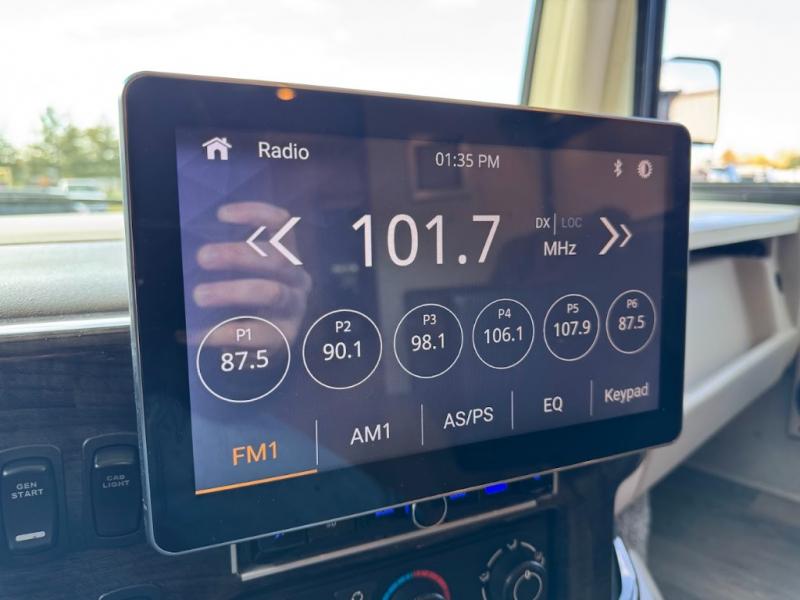 Radio
01:35 PM
101.7
DX | LOC
MHz
P1
87.5
P2
90.1
P3
98.1
P4
106.1
P5
107.9
P6
87.5
FM1
AM1
AS/PS
EQ
Keypad
GEN
START
CAB
LIGHT